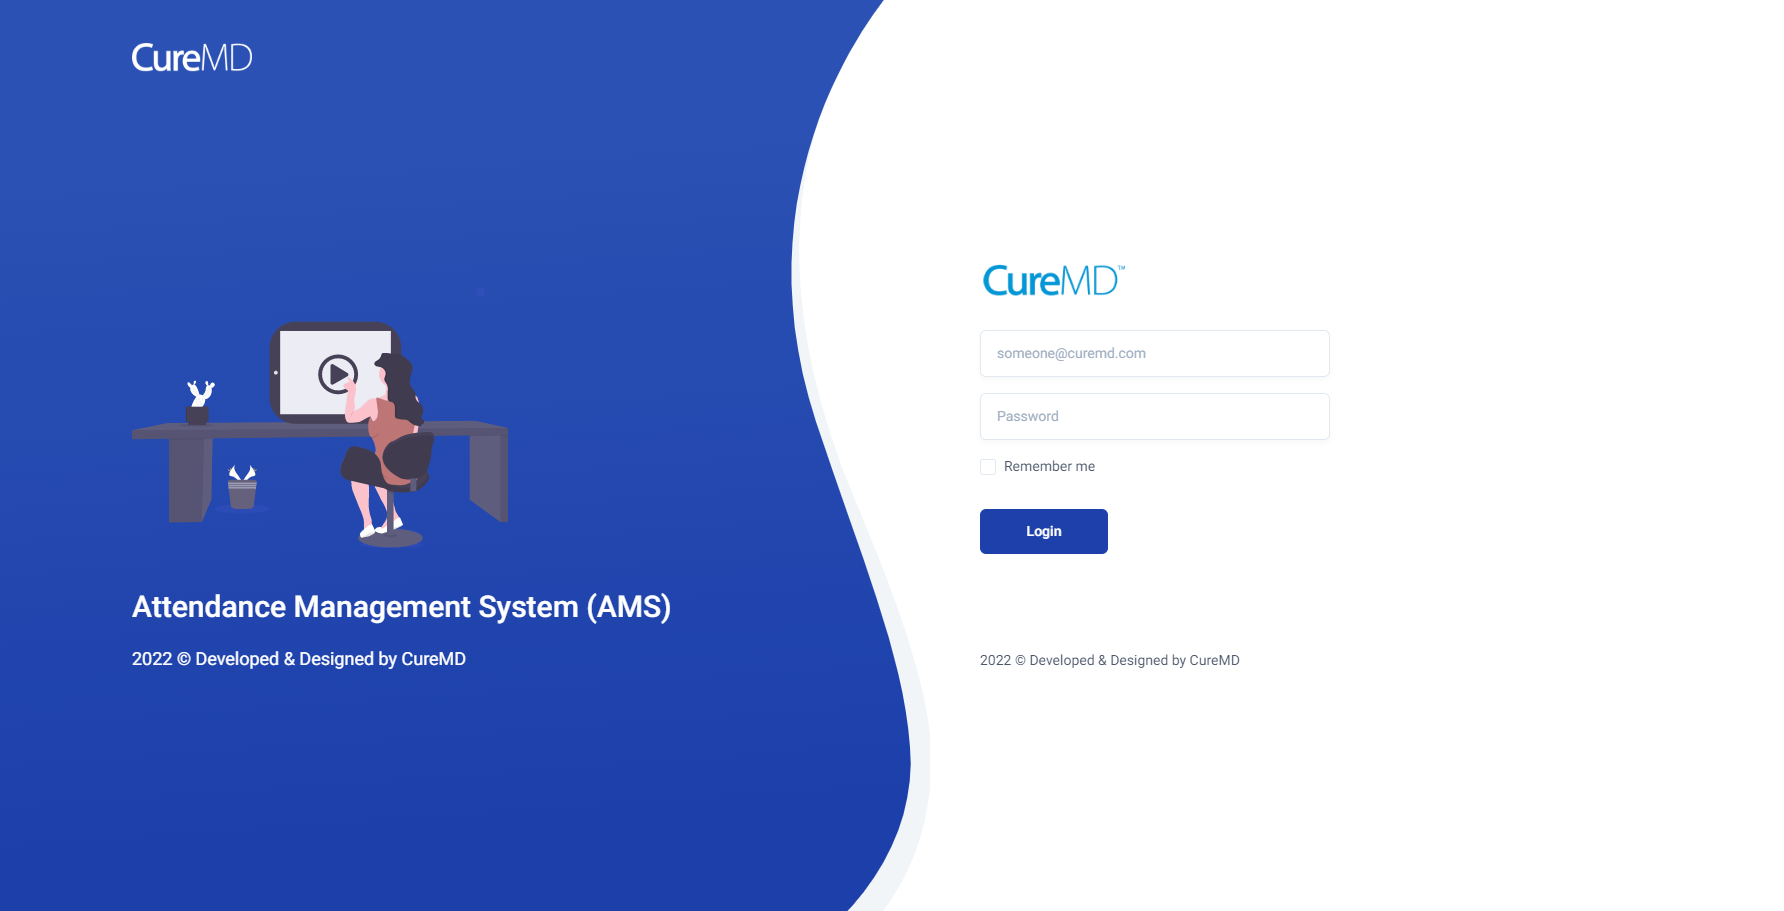 CureMD
Attendance Management System (AMS)
2022 © Developed & Designed by CureMD
CureMD™
someone@curemd.com
Password
Remember me
Login
2022 © Developed & Designed by CureMD